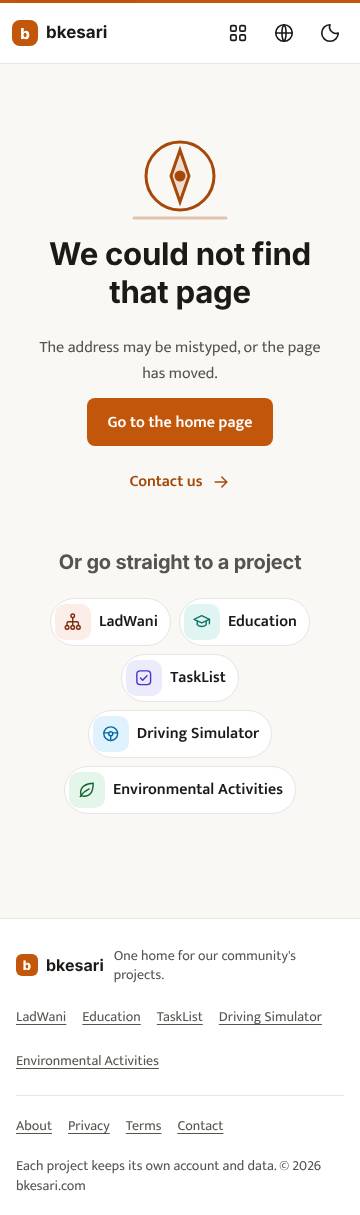 b bkesari
We could not find
that page
The address may be mistyped, or the page
has moved.
Go to the home page
Contact us →
Or go straight to a project
LadWani Education
TaskList
Driving Simulator
Environmental Activities
b bkesari One home for our community's
projects.
LadWani Education TaskList Driving Simulator
Environmental Activities
About Privacy Terms Contact
Each project keeps its own account and data. © 2026
bkesari.com